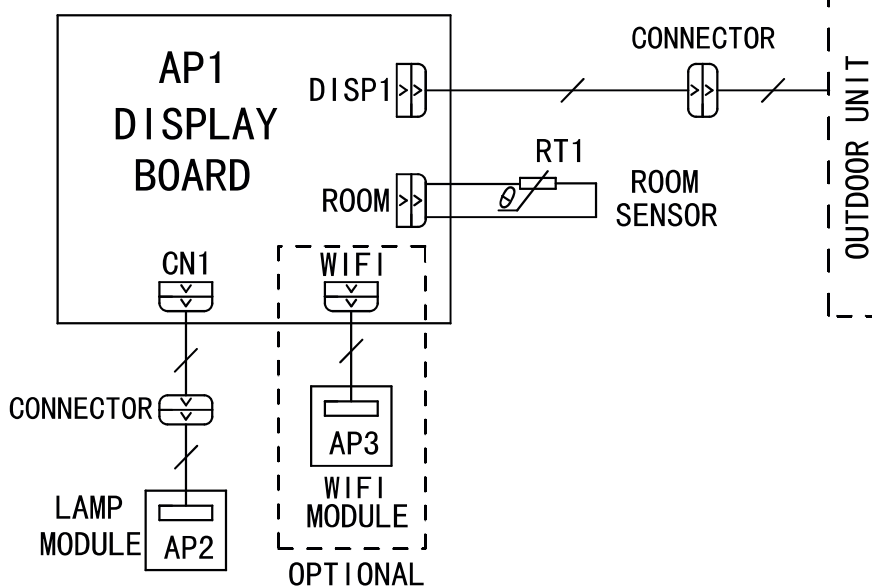 AP1
DISPLAY
BOARD
DISP1
CONNECTOR
OUTDOOR UNIT
ROOM
RT1
θ
ROOM
SENSOR
CN1
WIFI
CONNECTOR
AP3
WIFI
MODULE
LAMP
MODULE
AP2
OPTIONAL